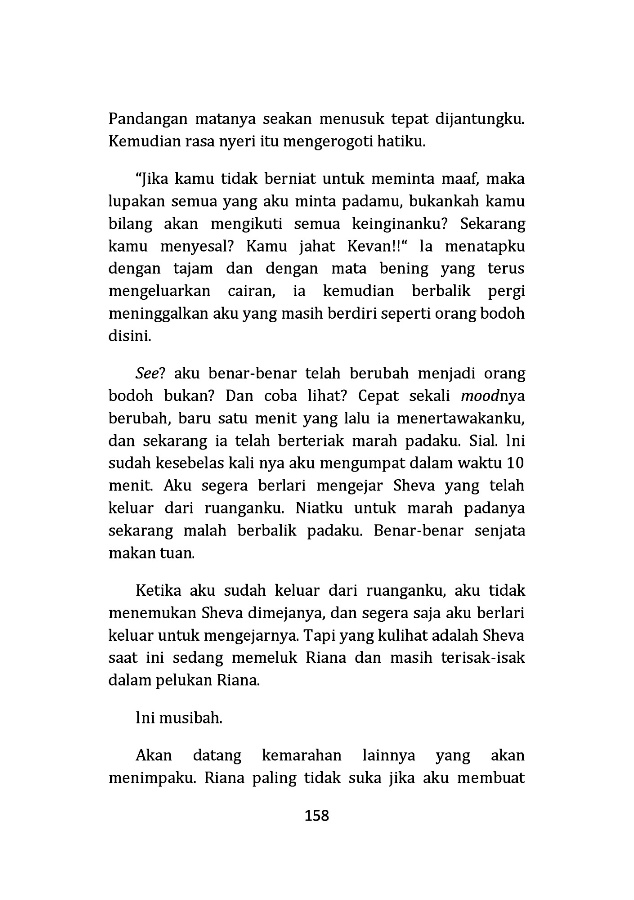 Pandangan matanya seakan menusuk tepat dijantungku.
Kemudian rasa nyeri itu mengerogoti hatiku.
“Jika kamu tidak berniat untuk meminta maaf, maka
lupakan semua yang aku minta padamu, bukankah kamu
bilang akan mengikuti semua keinginanku? Sekarang
kamu menyesal? Kamu jahat Kevan!!“ Ia menatapku
dengan tajam dan dengan mata bening yang terus
mengeluarkan cairan, ia kemudian berbalik pergi
meninggalkan aku yang masih berdiri seperti orang bodoh
disini.
See? aku benar-benar telah berubah menjadi orang
bodoh bukan? Dan coba lihat? Cepat sekali moodnya
berubah, baru satu menit yang lalu ia menertawakanku,
dan sekarang ia telah berteriak marah padaku. Sial. Ini
sudah kesebelas kali nya aku mengumpat dalam waktu 10
menit. Aku segera berlari mengejar Sheva yang telah
keluar dari ruanganku. Niatku untuk marah padanya
sekarang malah berbalik padaku. Benar-benar senjata
makan tuan.
Ketika aku sudah keluar dari ruanganku, aku tidak
menemukan Sheva dimejanya, dan segera saja aku berlari
keluar untuk mengejarnya. Tapi yang kulihat adalah Sheva
saat ini sedang memeluk Riana dan masih terisak-isak
dalam pelukan Riana.
Ini musibah.
Akan datang kemarahan lainnya yang akan
menimpaku. Riana paling tidak suka jika aku membuat
158